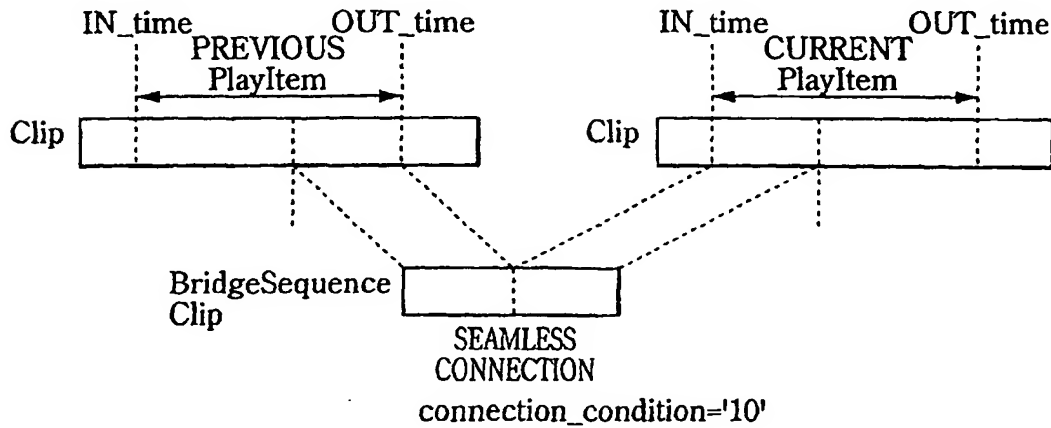 IN_time OUT_time
PREVIOUS
PlayItem
Clip
IN_time OUT_time
CURRENT
PlayItem
Clip
BridgeSequence
Clip
SEAMLESS
CONNECTION
connection_condition='10'